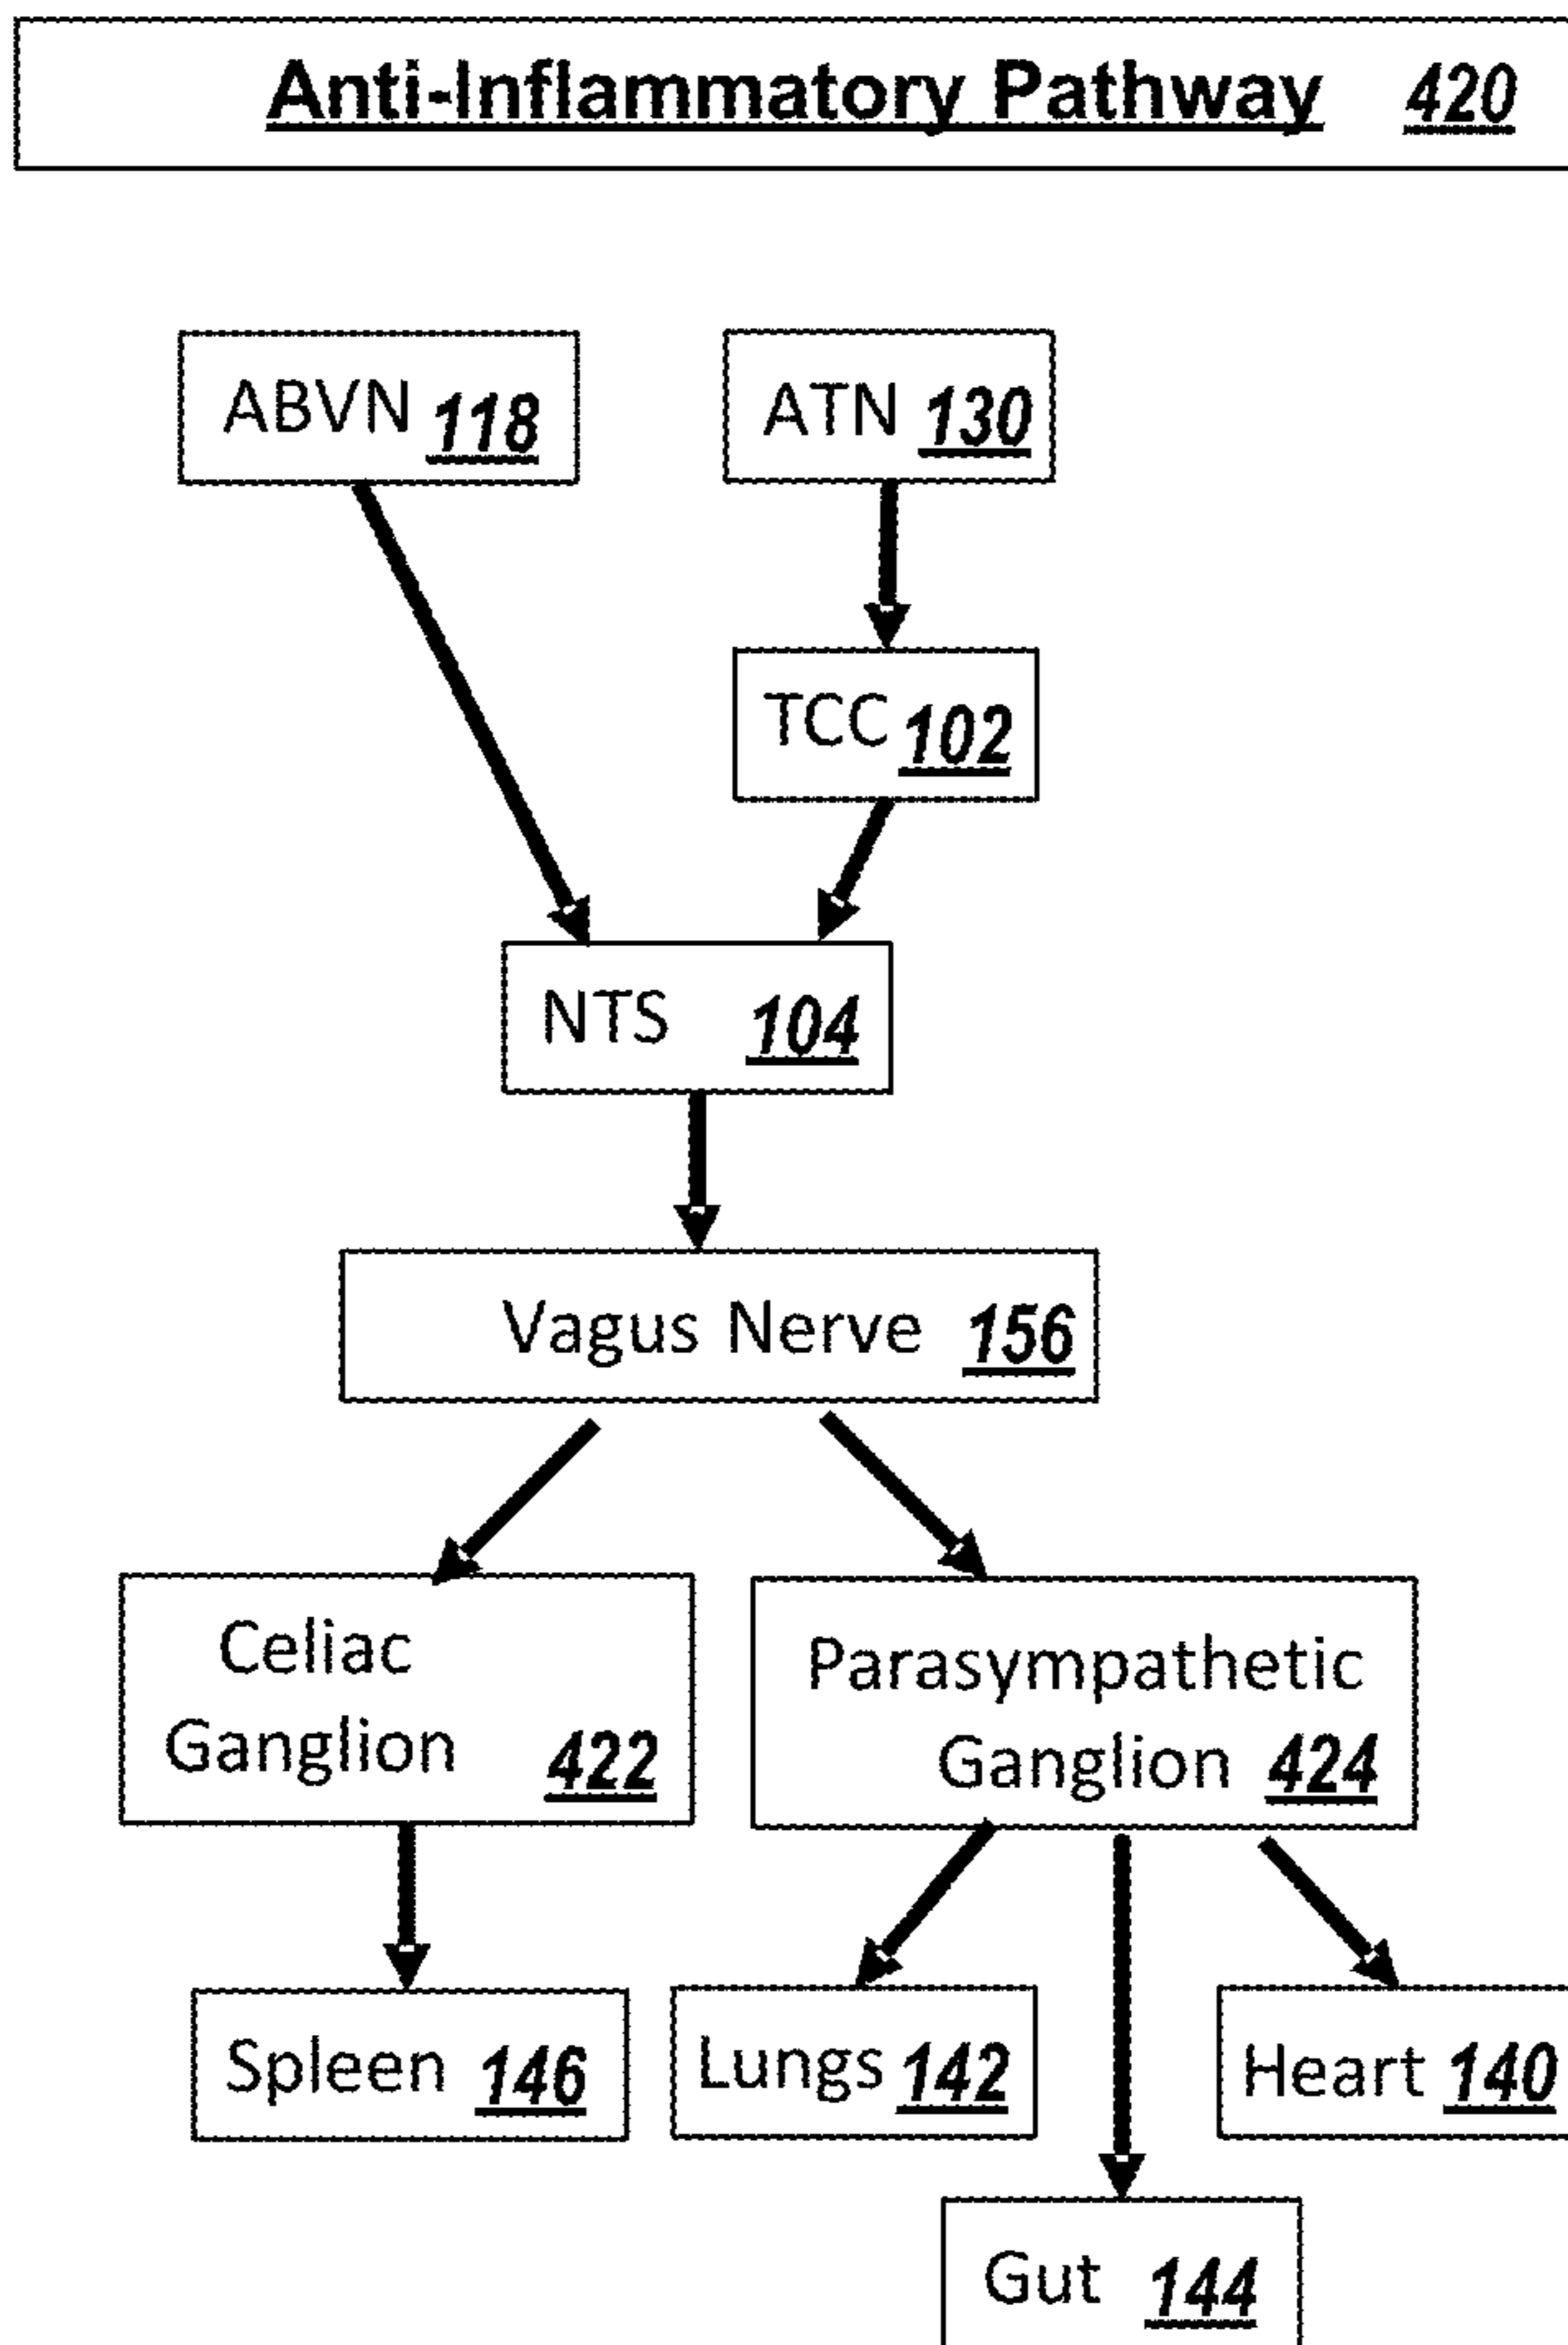 Anti-Inflammatory Pathway 420
ABVN 118
ATN 130
TCC 102
NTS 104
Vagus Nerve 156
Celiac
Ganglion 422
Parasympathetic
Ganglion 424
Spleen 146
Lungs 142
Heart 140
Gut 144